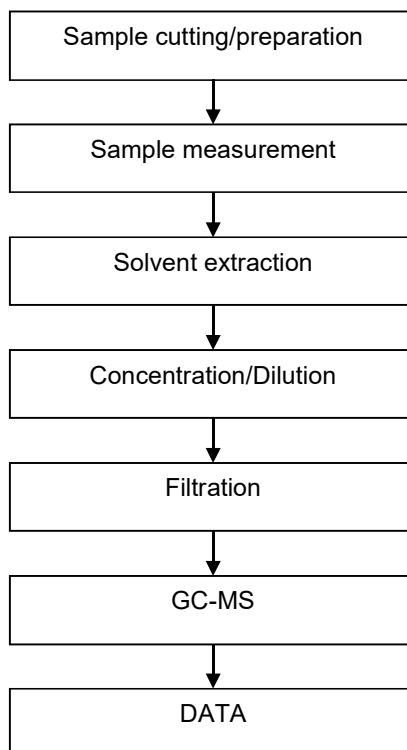 Sample cutting/preparation
Sample measurement
Solvent extraction
Concentration/Dilution
Filtration
GC-MS
DATA